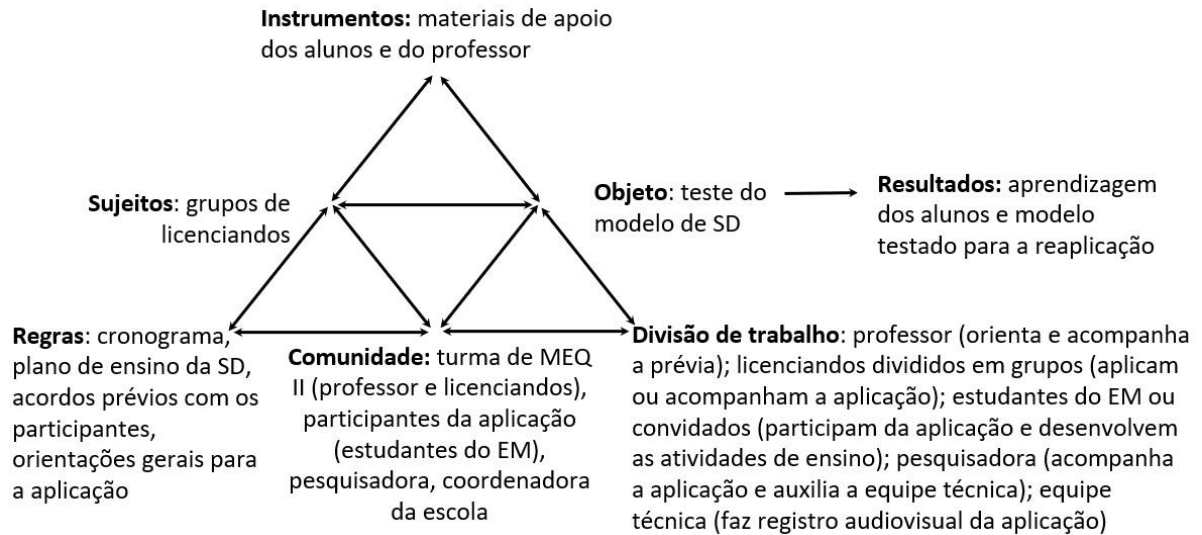 Instrumentos: materiais de apoio
dos alunos e do professor
Sujeitos: grupos de
licenciandos
Objeto: teste do
modelo de SD
Resultados: aprendizagem
dos alunos e modelo
testado para a reaplicação
Regras: cronograma,
plano de ensino da SD,
acordos prévios com os
participantes,
orientações gerais para
a aplicação
Comunidade: turma de MEQ
II (professor e licenciandos),
participantes da aplicação
(estudantes do EM),
pesquisadora, coordenadora
da escola
Divisão de trabalho: professor (orienta e acompanha
a prévia); licenciandos divididos em grupos (aplicam
ou acompanham a aplicação); estudantes do EM ou
convidados (participam da aplicação e desenvolvem
as atividades de ensino); pesquisadora (acompanha
a aplicação e auxilia a equipe técnica); equipe
técnica (faz registro audiovisual da aplicação)